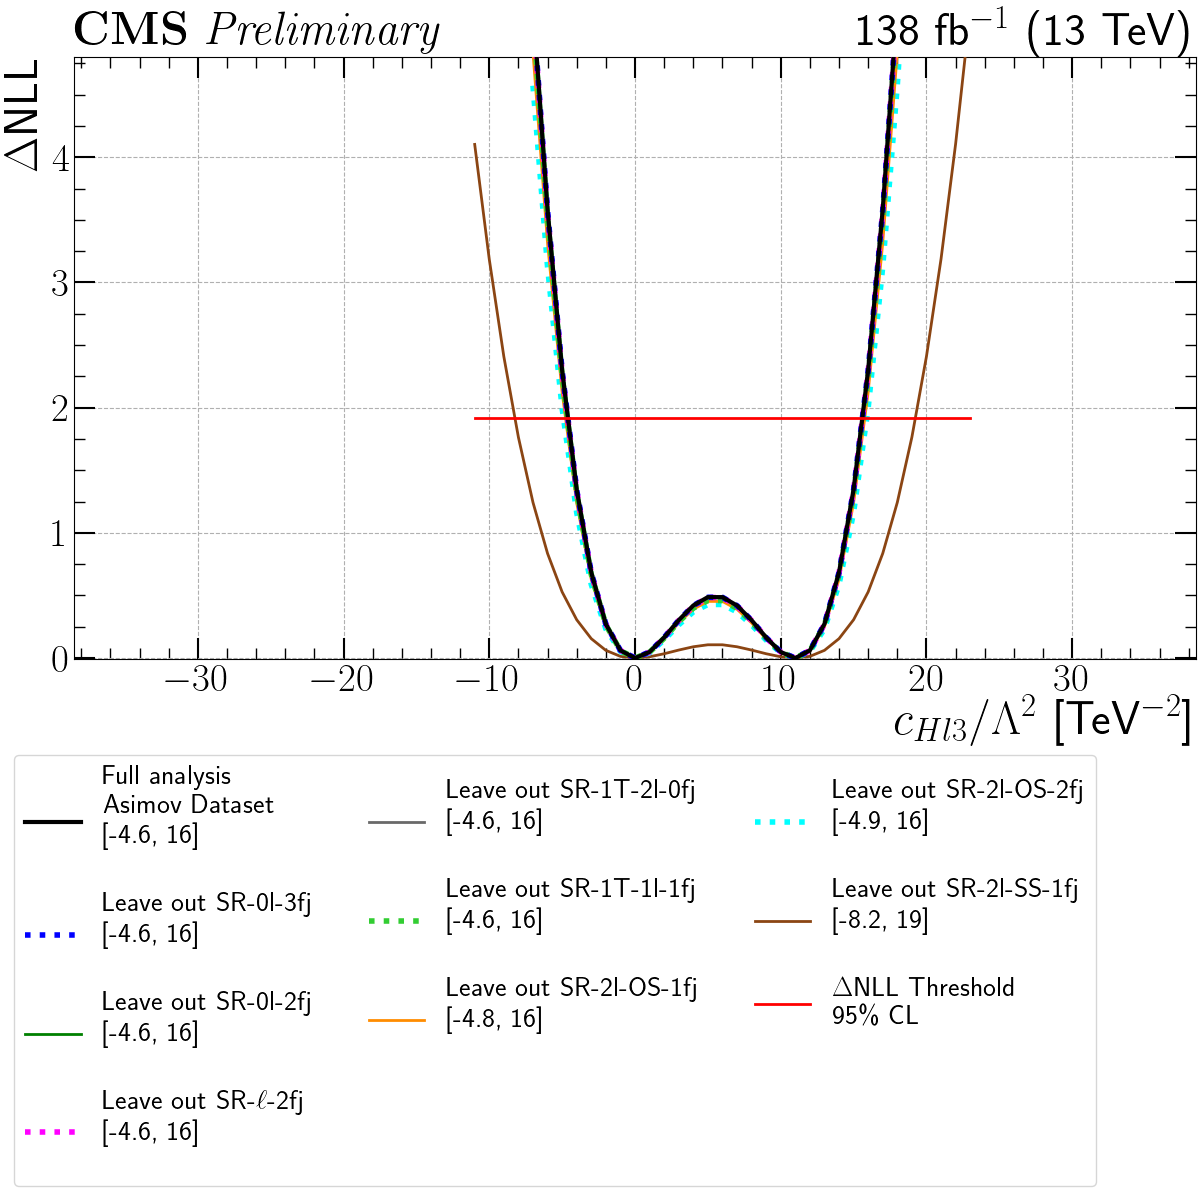 CMS Preliminary
138 fb⁻¹ (13 TeV)
ΔNLL
4
3
2
1
0
−30
−20
−10
0
10
20
30
c_{Hl3}/Λ² [TeV⁻²]
Full analysis
Asimov Dataset
[-4.6, 16]
Leave out SR-0l-3fj
[-4.6, 16]
Leave out SR-0l-2fj
[-4.6, 16]
Leave out SR-ℓ-2fj
[-4.6, 16]
Leave out SR-1T-2l-0fj
[-4.6, 16]
Leave out SR-1T-1l-1fj
[-4.6, 16]
Leave out SR-2l-OS-1fj
[-4.8, 16]
Leave out SR-2l-OS-2fj
[-4.9, 16]
Leave out SR-2l-SS-1fj
[-8.2, 19]
ΔNLL Threshold
95% CL